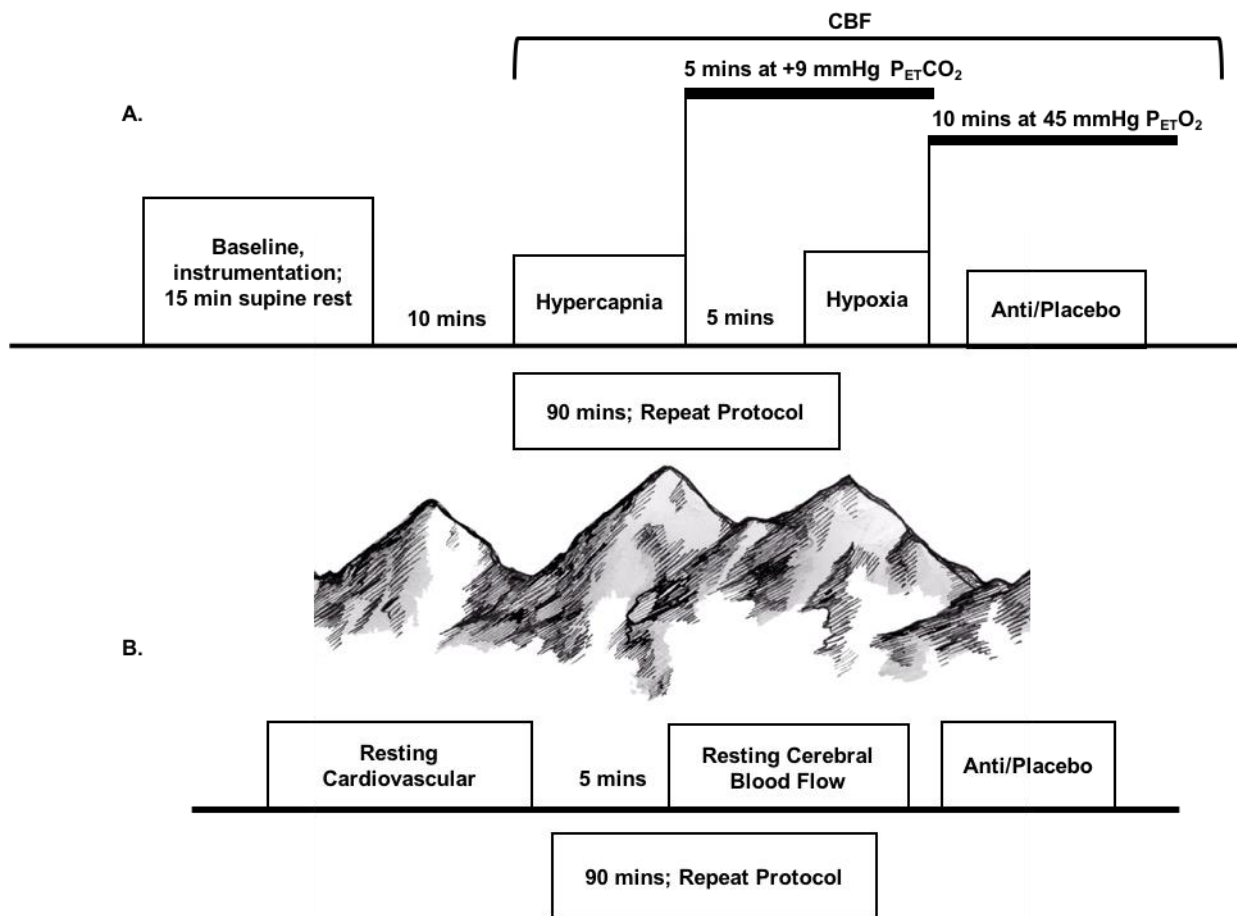 CBF
5 mins at +9 mmHg PETCO2
A.
10 mins at 45 mmHg PETO2
Baseline,
instrumentation;
15 min supine rest
10 mins
Hypercapnia
5 mins
Hypoxia
Anti/Placebo
90 mins; Repeat Protocol
B.
Resting
Cardiovascular
5 mins
Resting Cerebral
Blood Flow
Anti/Placebo
90 mins; Repeat Protocol